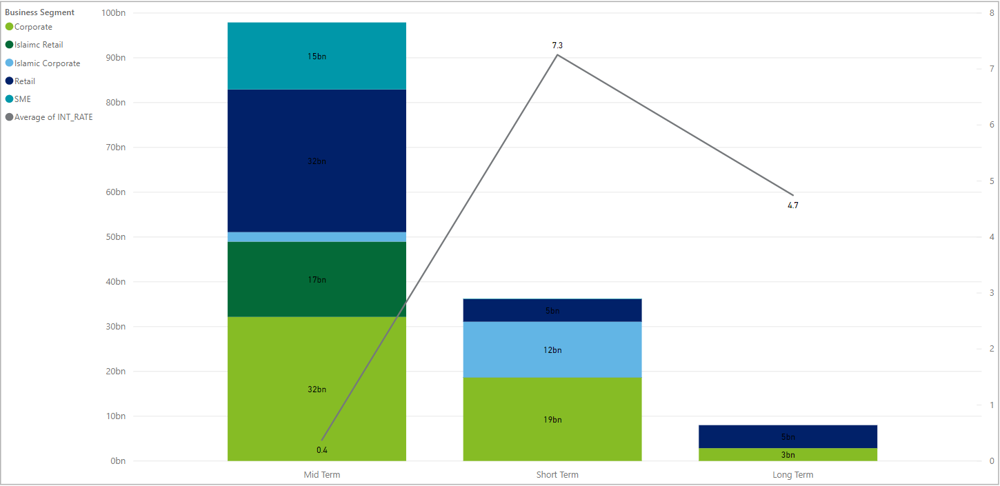 Business Segment
Corporate
Islaimc Retail
Islamic Corporate
Retail
SME
Average of INT_RATE
100bn
90bn
80bn
70bn
60bn
50bn
40bn
30bn
20bn
10bn
0bn
15bn
32bn
17bn
32bn
0.4
7.3
5bn
12bn
19bn
4.7
5bn
3bn
8
7
6
5
4
3
2
1
0
Mid Term
Short Term
Long Term